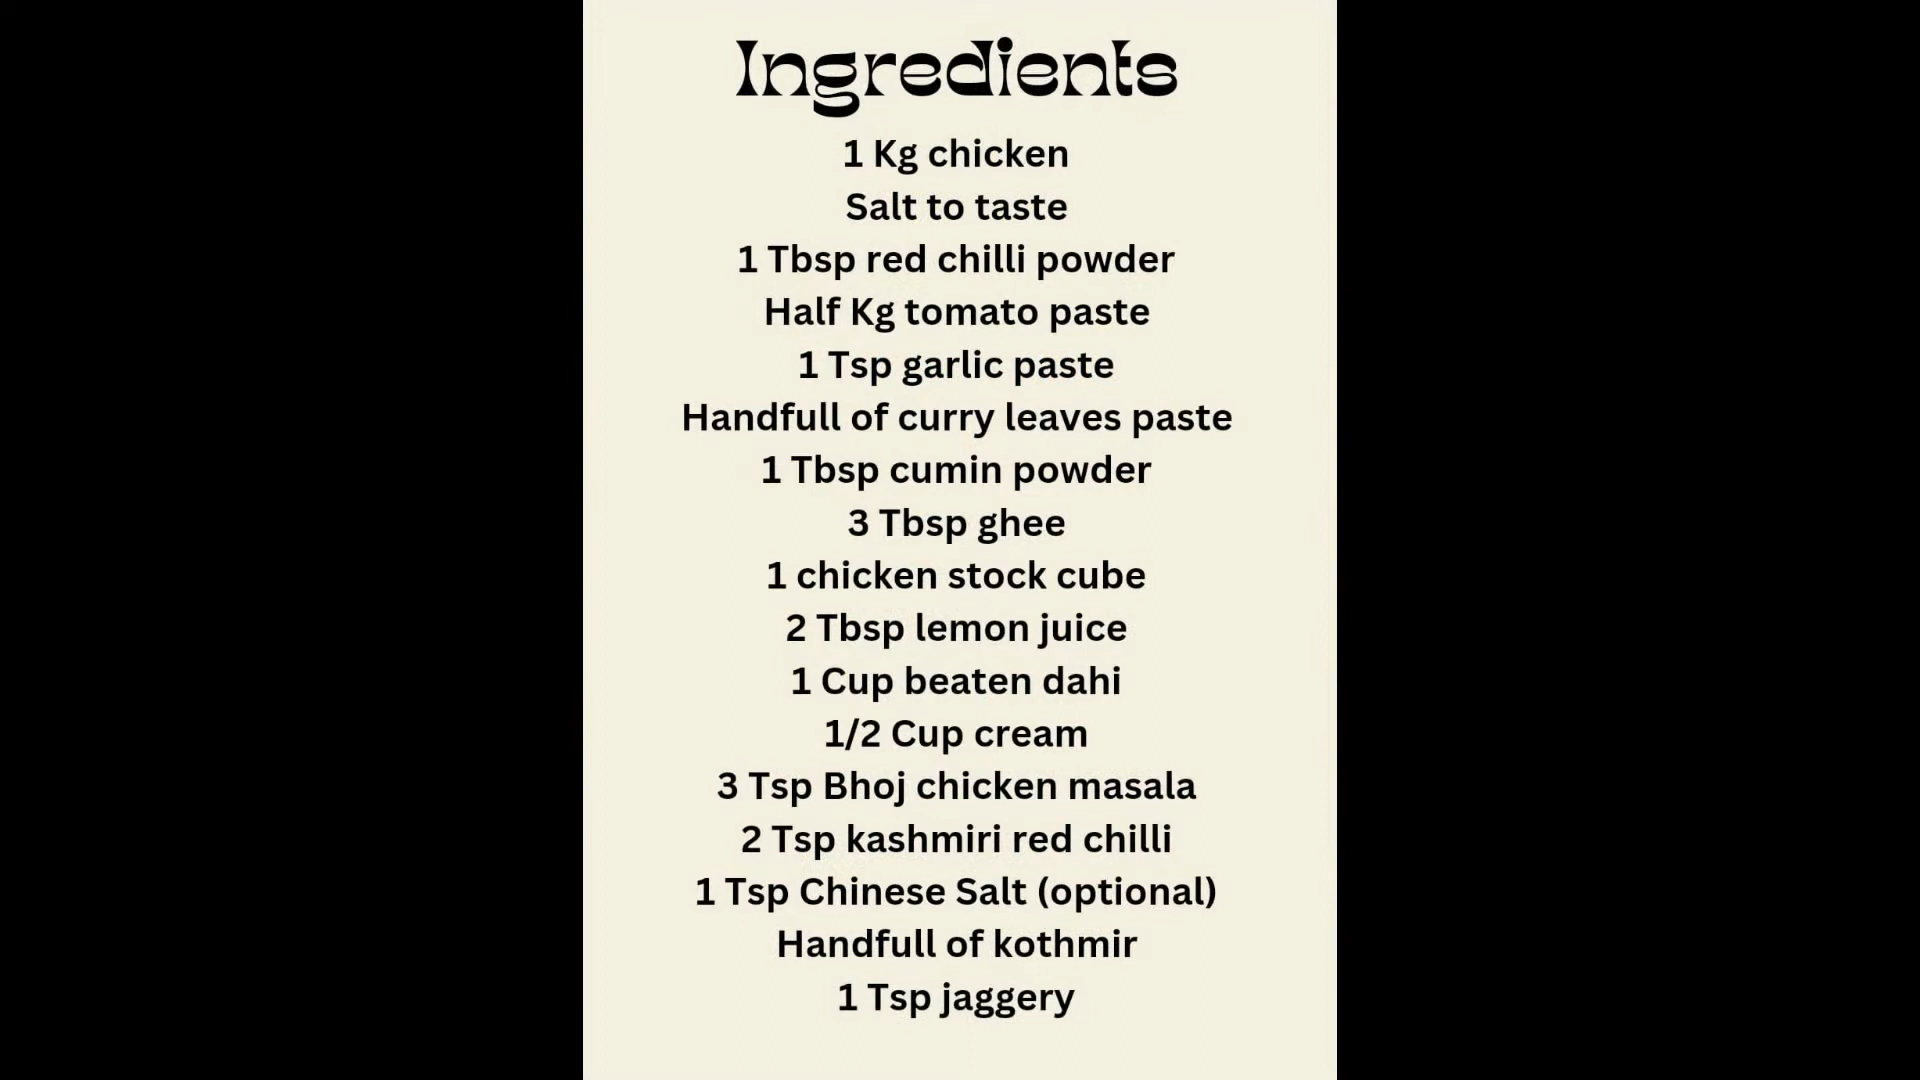 Ingredients
1 Kg chicken
Salt to taste
1 Tbsp red chilli powder
Half Kg tomato paste
1 Tsp garlic paste
Handfull of curry leaves paste
1 Tbsp cumin powder
3 Tbsp ghee
1 chicken stock cube
2 Tbsp lemon juice
1 Cup beaten dahi
1/2 Cup cream
3 Tsp Bhoj chicken masala
2 Tsp kashmiri red chilli
1 Tsp Chinese Salt (optional)
Handfull of kothmir
1 Tsp jaggery